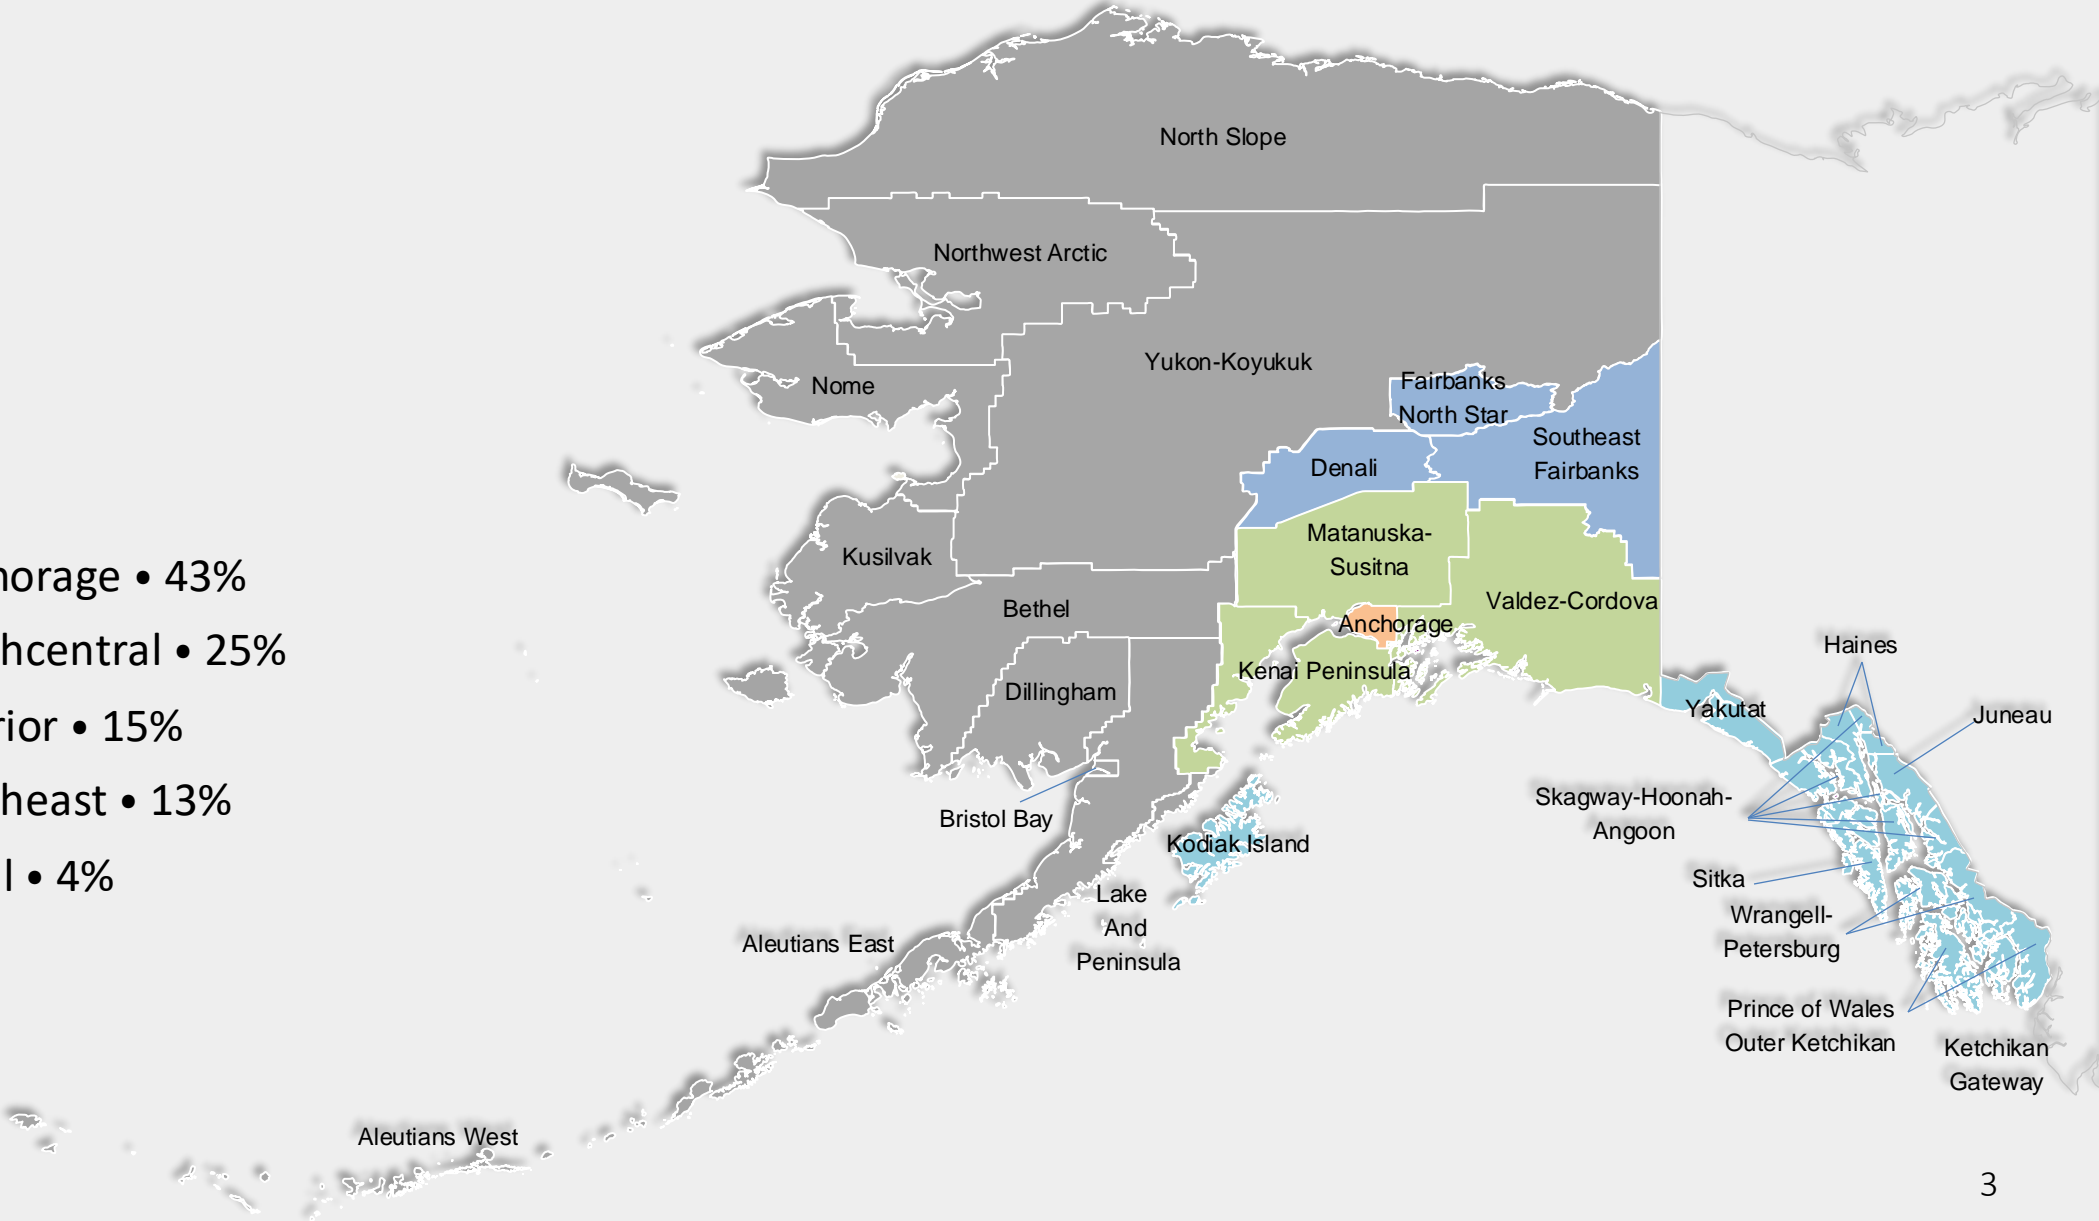 North Slope
Northwest Arctic
Yukon-Koyukuk
Nome
Fairbanks
North Star
Southeast
Fairbanks
Denali
Matanuska-
Susitna
Kusilvak
Bethel
Valdez-Cordova
Anchorage
Kenai Peninsula
Dillingham
Bristol Bay
Kodiak Island
Lake
And
Peninsula
Aleutians East
Aleutians West
Haines
Yakutat
Juneau
Skagway-Hoonah-
Angoon
Sitka
Wrangell-
Petersburg
Prince of Wales
Outer Ketchikan
Ketchikan
Gateway
horage • 43%
hcentral • 25%
rior • 15%
heast • 13%
l • 4%
3